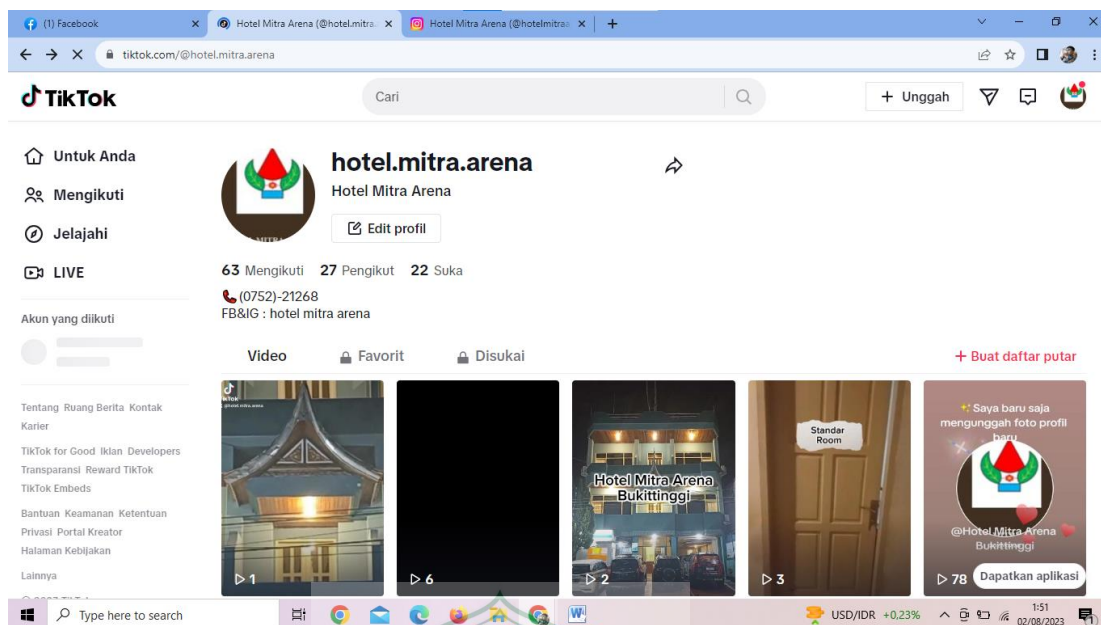 (1) Facebook
Hotel Mitra Arena (@hotel.mitra.
Hotel Mitra Arena (@hotelmitraa
tiktok.com/@hotel.mitra.arena
TikTok
Cari
+ Unggah
Untuk Anda
Mengikuti
Jelajahi
LIVE
Akun yang diikuti
hotel.mitra.arena
Hotel Mitra Arena
Edit profil
63 Mengikuti 27 Pengikut 22 Suka
(0752)-21268
FB&IG : hotel mitra arena
Video Favorit Disukai
+ Buat daftar putar
TikTok
1
6
Hotel Mitra Arena
Bukittinggi
2
Standar
Room
3
Saya baru saja
mengunggah foto profil
baru
@Hotel Mitra Arena
Bukittinggi
78
Dapatkan aplikasi
Tentang Ruang Berita Kontak
Karier
TikTok for Good Iklan Developers
Transparansi Reward TikTok
TikTok Embeds
Bantuan Keamanan Ketentuan
Privasi Portal Kreator
Halaman Kebijakan
Lainnya
Type here to search
USD/IDR +0,23%
1:51
02/08/2023